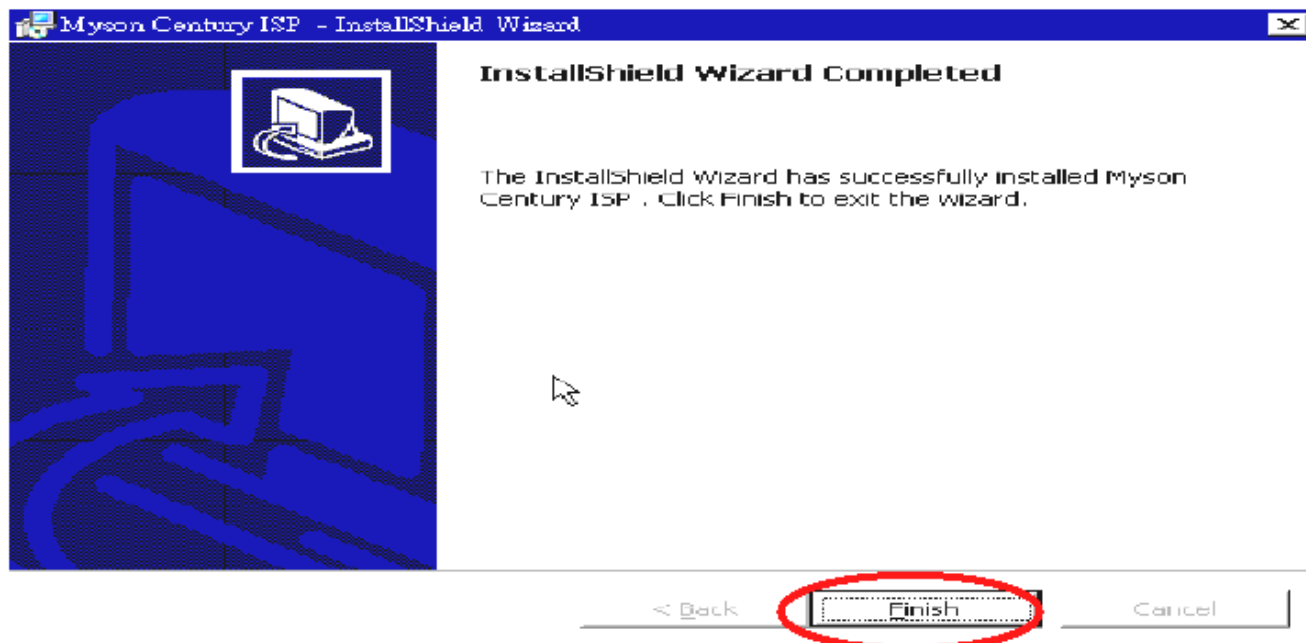 Myson Century ISP - InstallShield Wizard
InstallShield Wizard Completed
The InstallShield Wizard has successfully installed Myson
Century ISP . Click Finish to exit the wizard.
< Back
Finish
Cancel